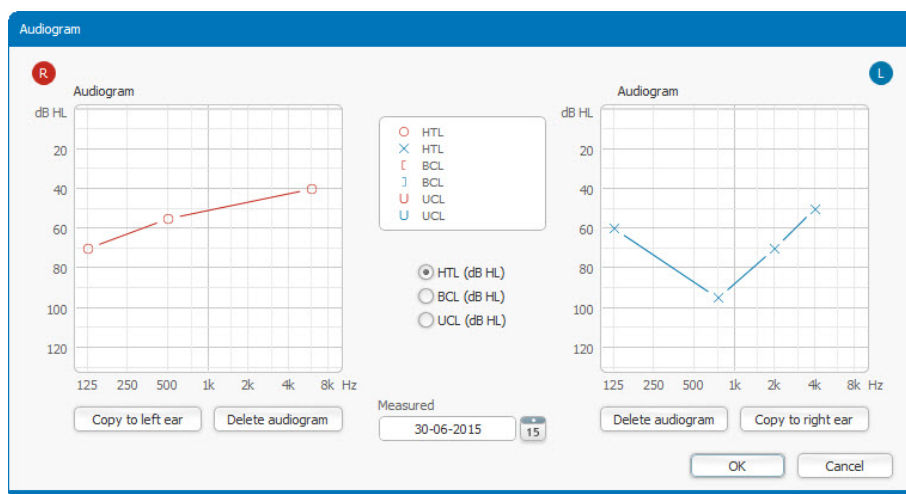 Audiogram
R
L
Audiogram
dB HL
20
40
60
80
100
120
125 250 500 1k 2k 4k 8k Hz
Copy to left ear
Delete audiogram
HTL
HTL
BCL
BCL
UCL
UCL
HTL (dB HL)
BCL (dB HL)
UCL (dB HL)
Measured
30-06-2015
15
Audiogram
dB HL
20
40
60
80
100
120
125 250 500 1k 2k 4k 8k Hz
Delete audiogram
Copy to right ear
OK
Cancel